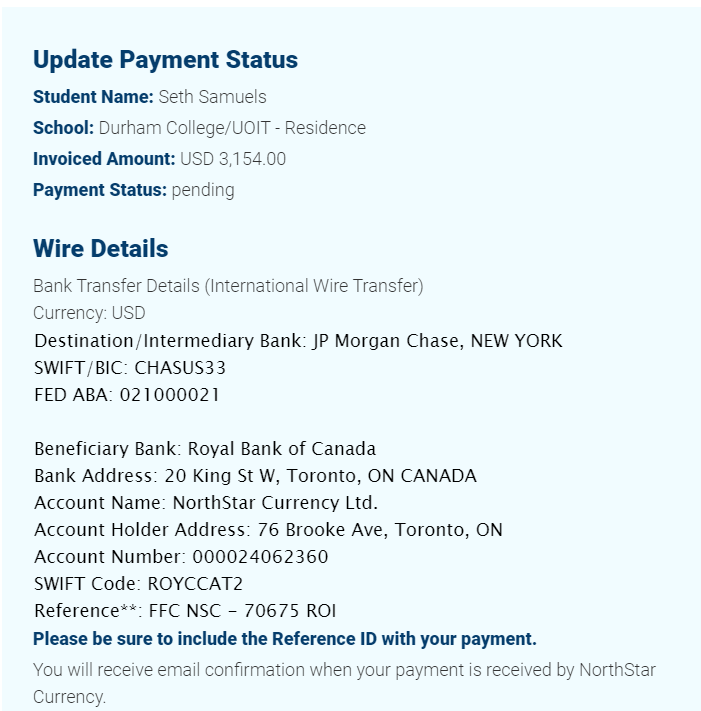 Update Payment Status
Student Name: Seth Samuels
School: Durham College/UOIT - Residence
Invoiced Amount: USD 3,154.00
Payment Status: pending
Wire Details
Bank Transfer Details (International Wire Transfer)
Currency: USD
Destination/Intermediary Bank: JP Morgan Chase, NEW YORK
SWIFT/BIC: CHASUS33
FED ABA: 021000021
Beneficiary Bank: Royal Bank of Canada
Bank Address: 20 King St W, Toronto, ON CANADA
Account Name: NorthStar Currency Ltd.
Account Holder Address: 76 Brooke Ave, Toronto, ON
Account Number: 000024062360
SWIFT Code: ROYCCAT2
Reference**: FFC NSC – 70675 ROI
Please be sure to include the Reference ID with your payment.
You will receive email confirmation when your payment is received by NorthStar
Currency.